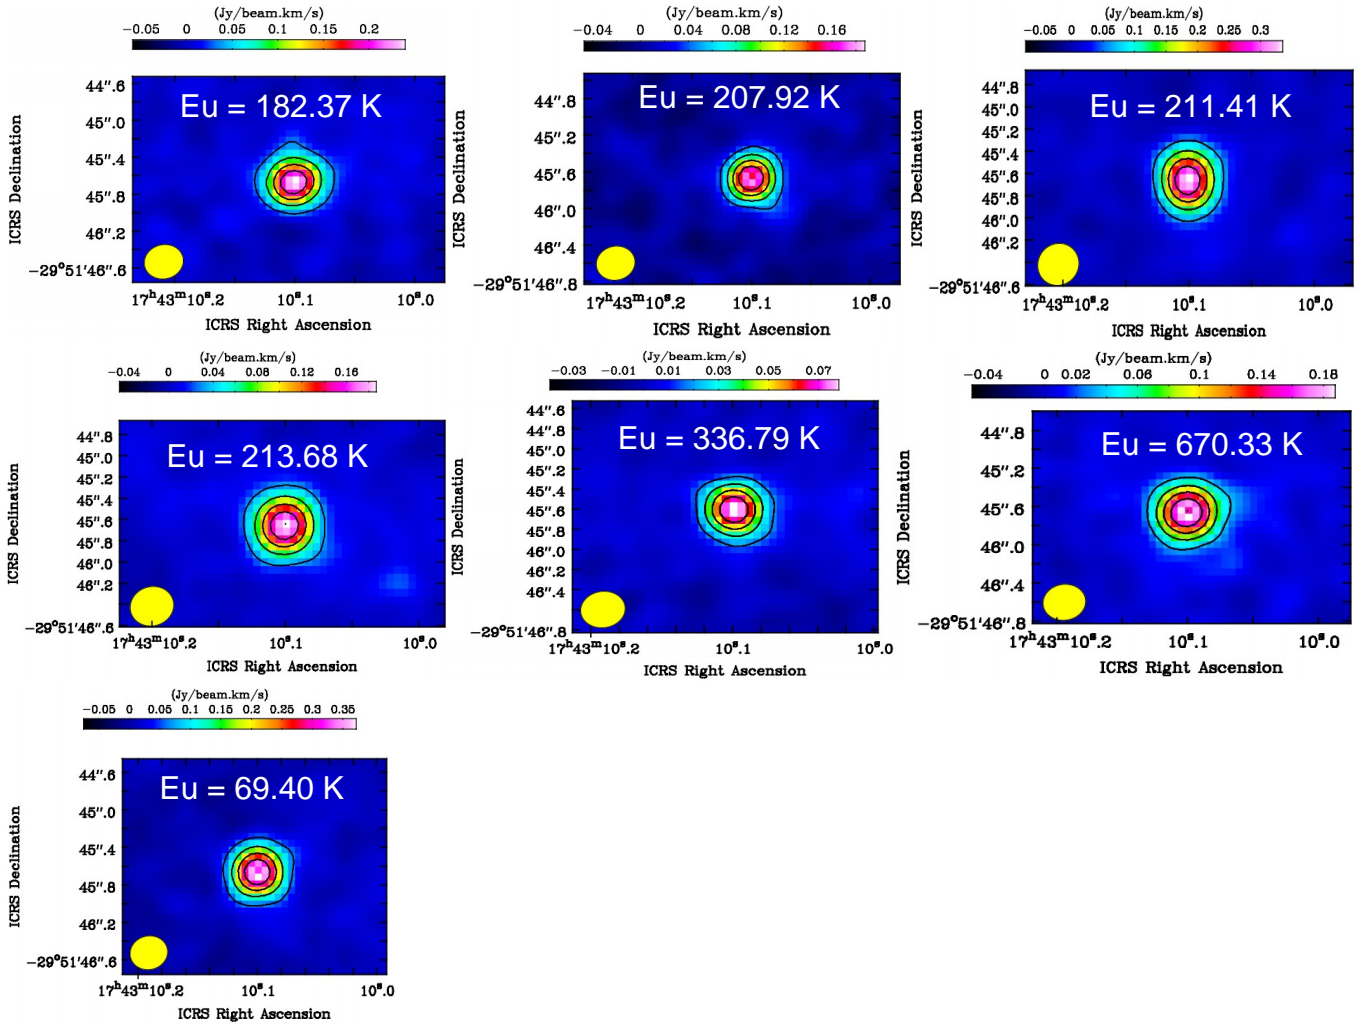 (Jy/beam.km/s)
−0.05 0 0.05 0.1 0.15 0.2
Eu = 182.37 K
44".6
45".0
45".4
45".8
46".2
−29°51'46".6
ICRS Declination
17ʰ43ᵐ10ˢ.2 10ˢ.1 10ˢ.0
ICRS Right Ascension
(Jy/beam.km/s)
−0.04 0 0.04 0.08 0.12 0.16
Eu = 207.92 K
44".8
45".2
45".6
46".0
46".4
−29°51'46".8
ICRS Declination
17ʰ43ᵐ10ˢ.2 10ˢ.1 10ˢ.0
ICRS Right Ascension
(Jy/beam.km/s)
−0.05 0 0.05 0.1 0.15 0.2 0.25 0.3
Eu = 211.41 K
44".8
45".0
45".2
45".4
45".6
45".8
46".0
46".2
−29°51'46".6
ICRS Declination
17ʰ43ᵐ10ˢ.2 10ˢ.1 10ˢ.0
ICRS Right Ascension
(Jy/beam.km/s)
−0.04 0 0.04 0.08 0.12 0.16
Eu = 213.68 K
44".8
45".0
45".2
45".4
45".6
45".8
46".0
46".2
−29°51'46".6
ICRS Declination
17ʰ43ᵐ10ˢ.2 10ˢ.1 10ˢ.0
ICRS Right Ascension
(Jy/beam.km/s)
−0.03 −0.01 0.01 0.03 0.05 0.07
Eu = 336.79 K
44".6
45".0
45".2
45".4
45".6
45".8
46".0
46".2
46".4
−29°51'46".8
ICRS Declination
17ʰ43ᵐ10ˢ.2 10ˢ.1 10ˢ.0
ICRS Right Ascension
(Jy/beam.km/s)
−0.04 0 0.02 0.06 0.1 0.14 0.18
Eu = 670.33 K
44".8
45".2
45".6
46".0
46".4
−29°51'46".8
ICRS Declination
17ʰ43ᵐ10ˢ.2 10ˢ.1 10ˢ.0
ICRS Right Ascension
(Jy/beam.km/s)
−0.05 0 0.05 0.1 0.15 0.2 0.25 0.3 0.35
Eu = 69.40 K
44".6
45".0
45".4
45".8
46".2
−29°51'46".6
ICRS Declination
17ʰ43ᵐ10ˢ.2 10ˢ.1 10ˢ.0
ICRS Right Ascension